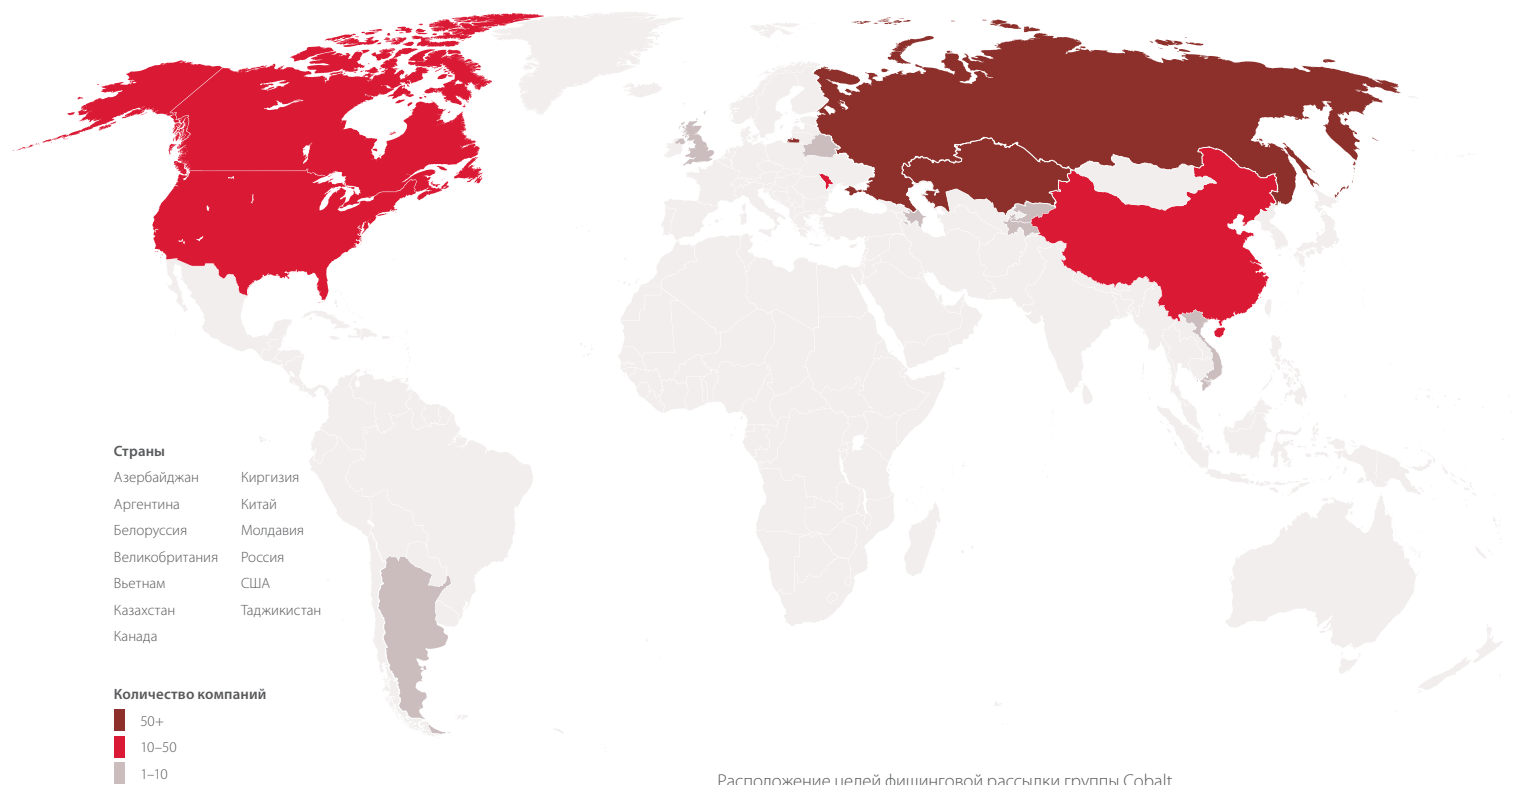 Страны
Азербайджан
Аргентина
Белоруссия
Великобритания
Вьетнам
Казахстан
Канада
Киргизия
Китай
Молдавия
Россия
США
Таджикистан
Количество компаний
50+
10–50
1–10
Расположение целей фишинговой рассылки группы Cobalt